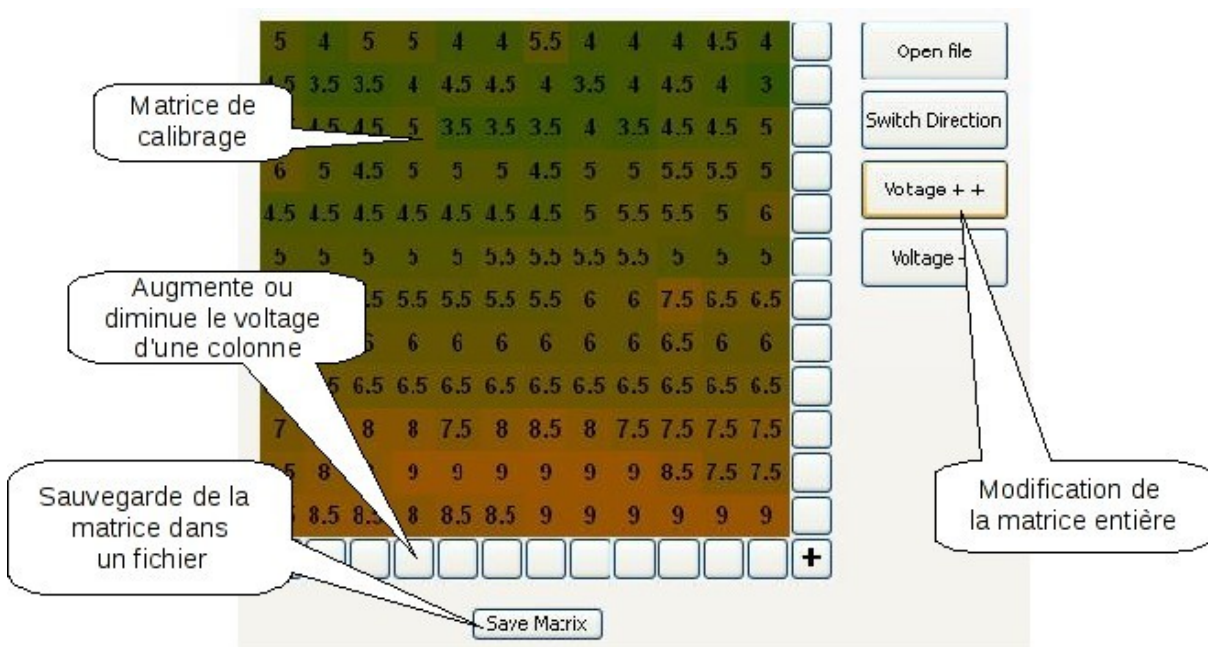 5 4 5 5 4 4 5.5 4 4 4 4.5 4
3.5 3.5 4 4.5 4.5 4 3.5 4 4.5 4 3
4.5 4.5 5 3.5 3.5 3.5 4 3.5 4.5 4.5 5
6 5 4.5 5 5 5 4.5 5 5 5.5 5.5 5
4.5 4.5 4.5 4.5 4.5 4.5 4.5 5 5.5 5.5 5 6
5 5 5 5 5 5.5 5.5 5.5 5.5 5 5 5
5.5 5.5 5.5 5.5 6 6 7.5 6.5 6.5
6 6 6 6 6 6 6 6.5 6 6
6.5 6.5 6.5 6.5 6.5 6.5 6.5 6.5 6.5 6.5
7 8 8 7.5 8 8.5 8 7.5 7.5 7.5 7.5
8 9 9 9 9 9 9 8.5 7.5 7.5
8.5 8.5 8 8.5 8.5 9 9 9 9 9 9
+
Save Matrix
Open file
Switch Direction
Votage + +
Voltage -
Matrice de
calibrage
Augmente ou
diminue le voltage
d'une colonne
Sauvegarde de la
matrice dans
un fichier
Modification de
la matrice entière